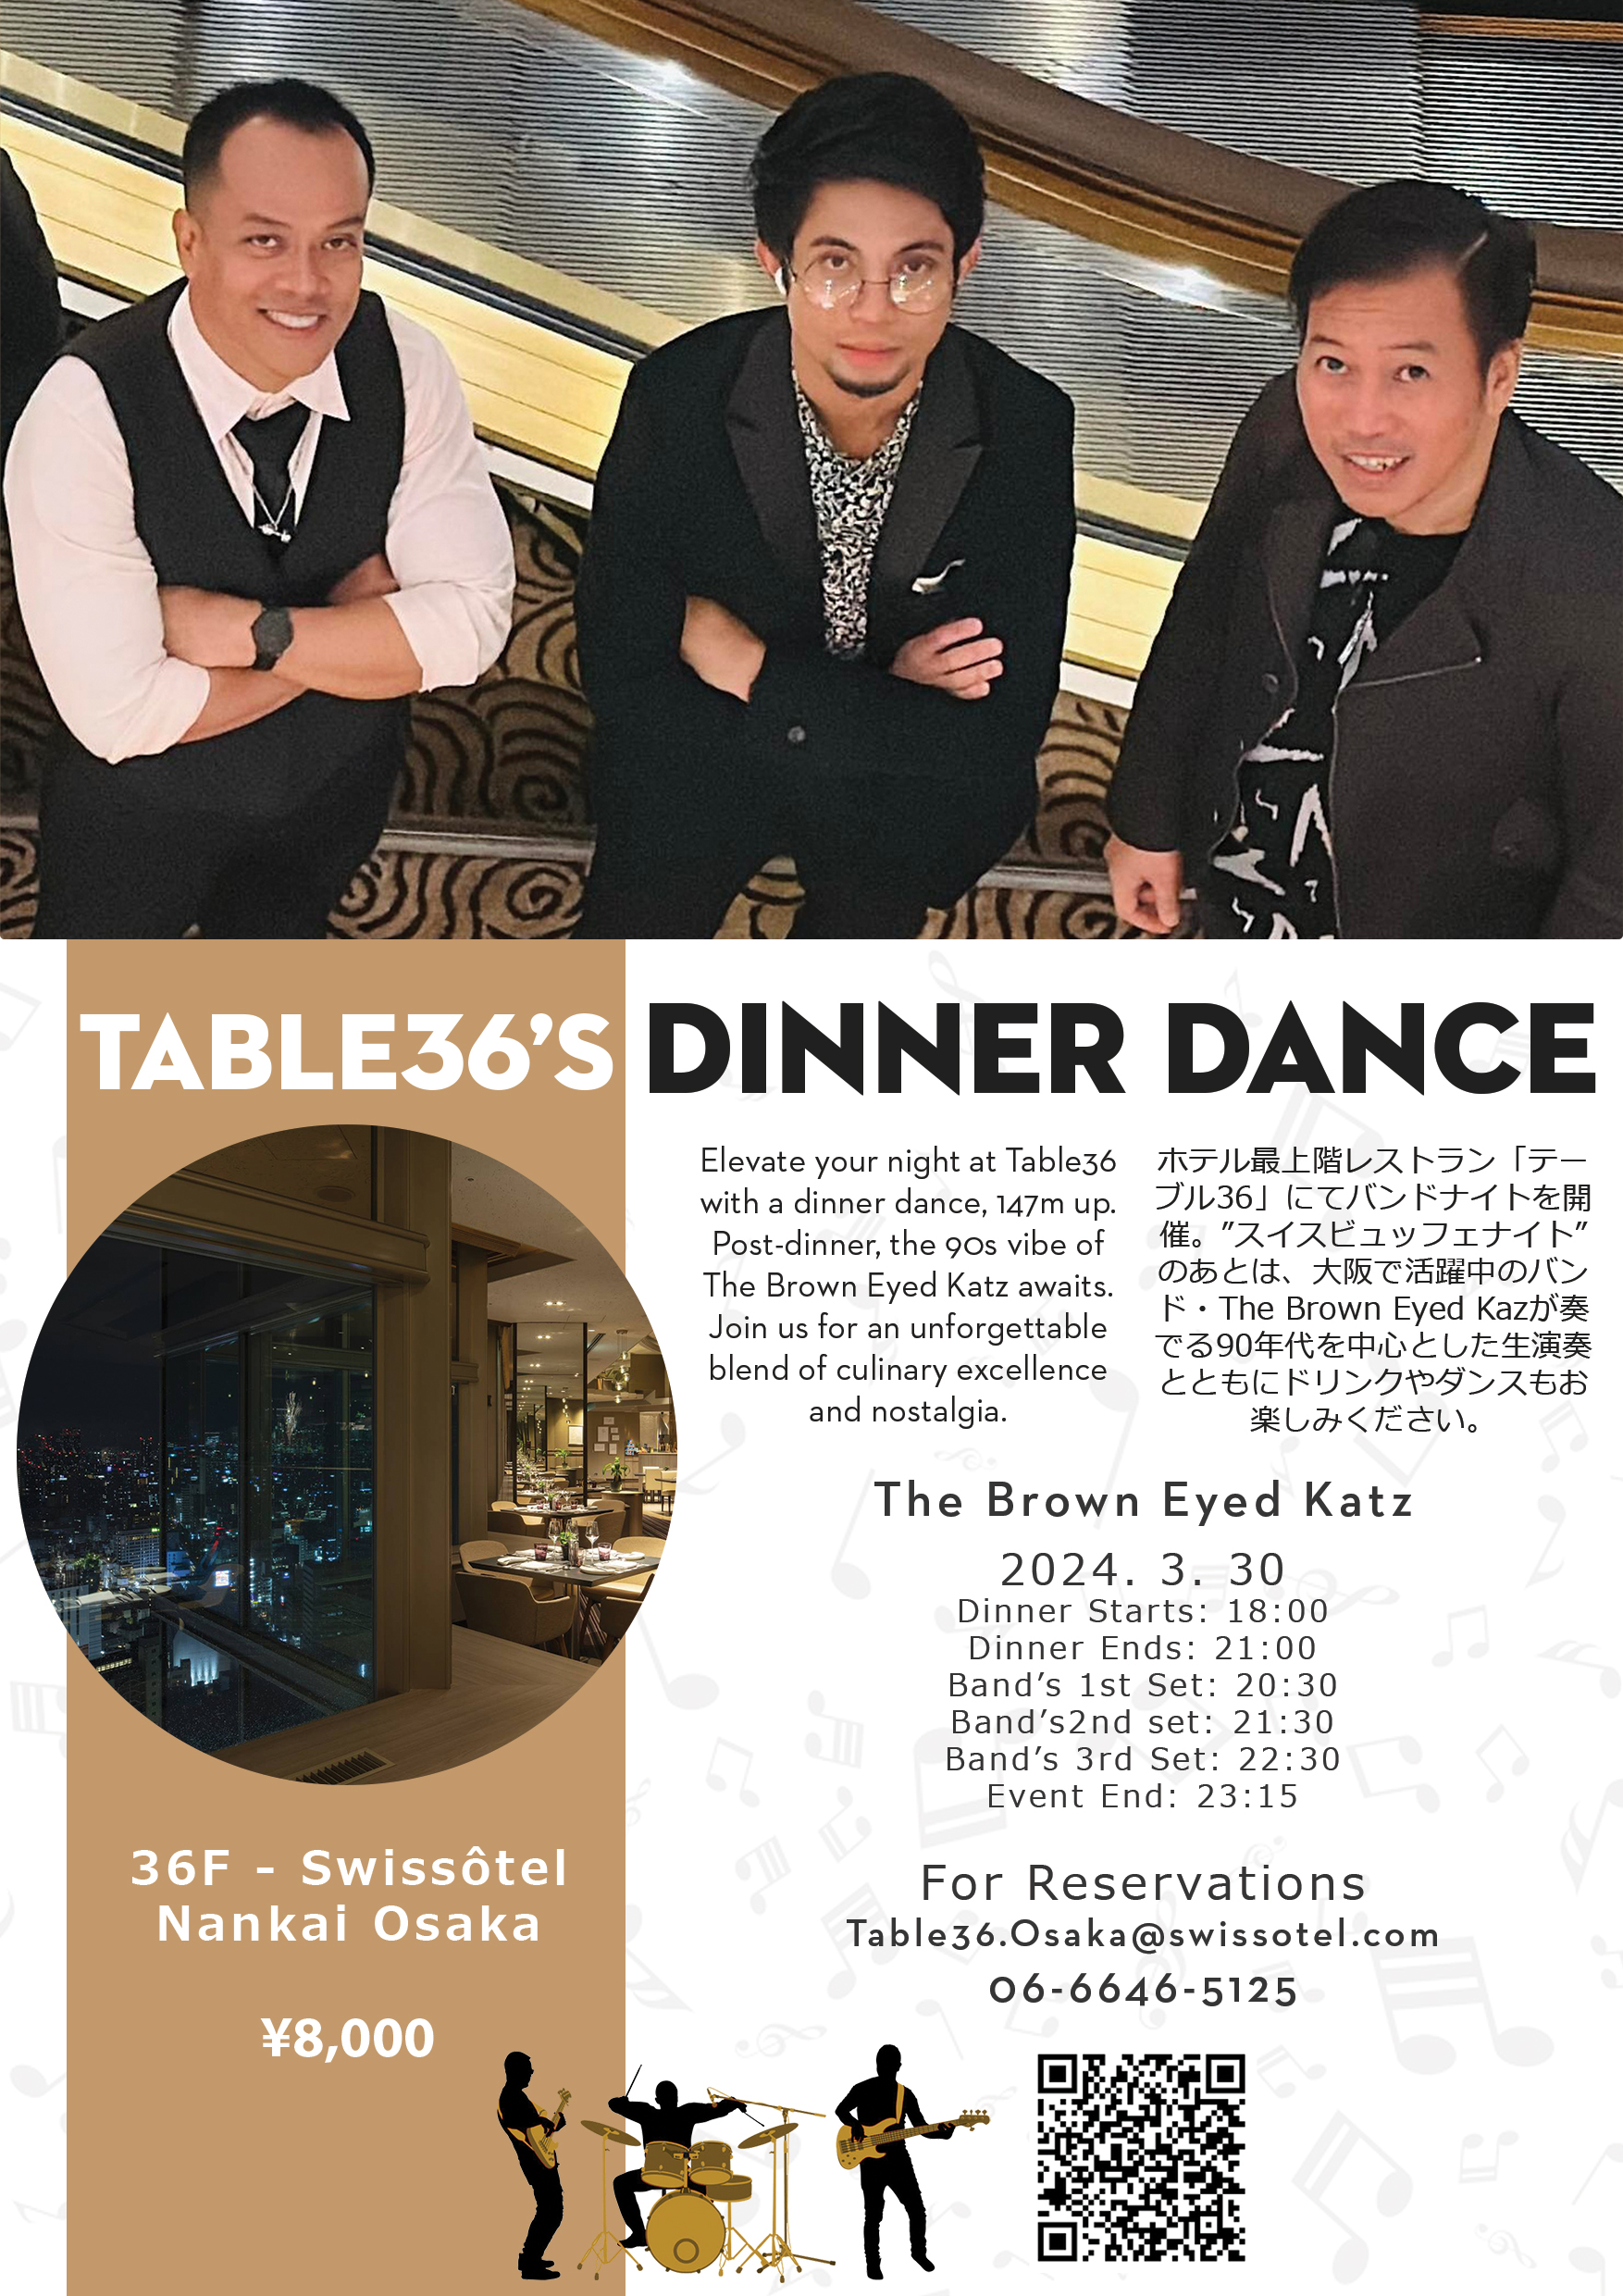 TABLE36’S DINNER DANCE
Elevate your night at Table36
with a dinner dance, 147m up.
Post-dinner, the 90s vibe of
The Brown Eyed Katz awaits.
Join us for an unforgettable
blend of culinary excellence
and nostalgia.
ホテル最上階レストラン「テー
ブル36」にてバンドナイトを開
催。”スイスビュッフェナイト”
のあとは、大阪で活躍中のバン
ド・The Brown Eyed Kazが奏
でる90年代を中心とした生演奏
とともにドリンクやダンスもお
楽しみください。
The Brown Eyed Katz
2024. 3. 30
Dinner Starts: 18:00
Dinner Ends: 21:00
Band’s 1st Set: 20:30
Band’s2nd set: 21:30
Band’s 3rd Set: 22:30
Event End: 23:15
36F – Swissôtel
Nankai Osaka
¥8,000
For Reservations
Table36.Osaka@swissotel.com
06-6646-5125